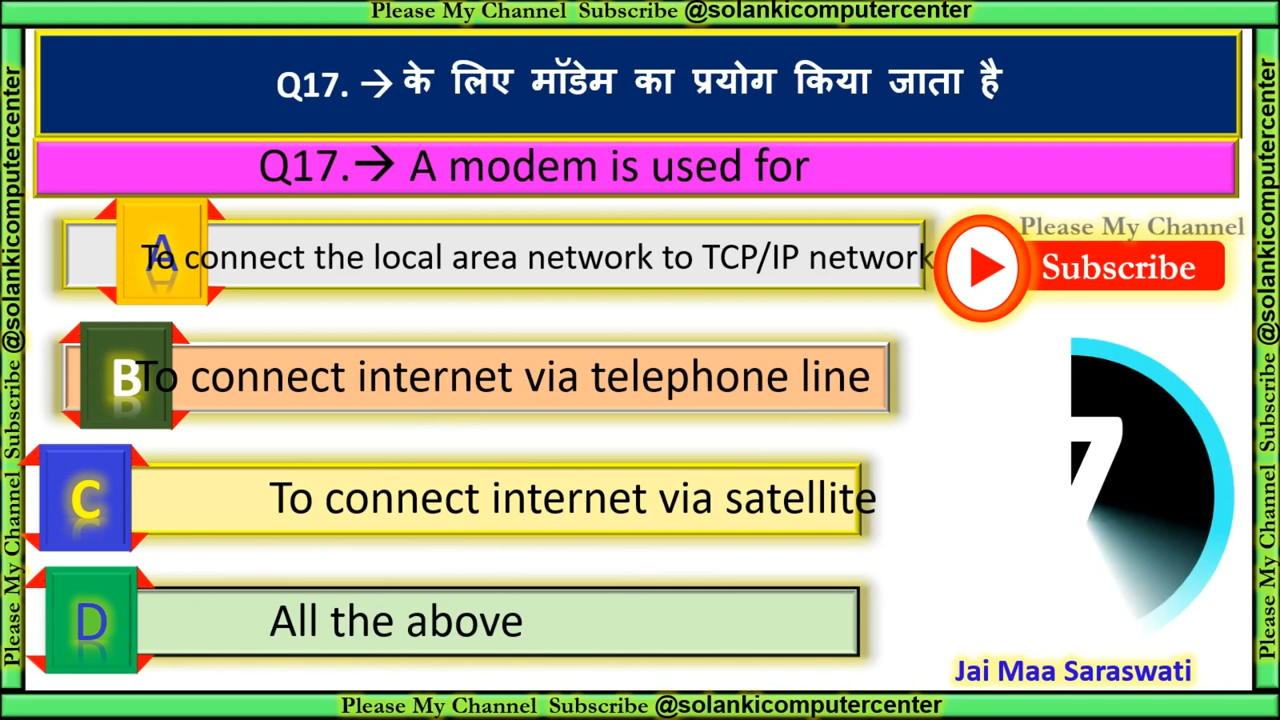 Please My Channel Subscribe @solankicomputercenter
Q17. → के लिए मॉडेम का प्रयोग किया जाता है
Q17.→ A modem is used for
A
To connect the local area network to TCP/IP network
Please My Channel
Subscribe
B
To connect internet via telephone line
7
C
To connect internet via satellite
D
All the above
Jai Maa Saraswati
Please My Channel Subscribe @solankicomputercenter
Please My Channel Subscribe @solankicomputercenter
Please My Channel Subscribe @solankicomputercenter